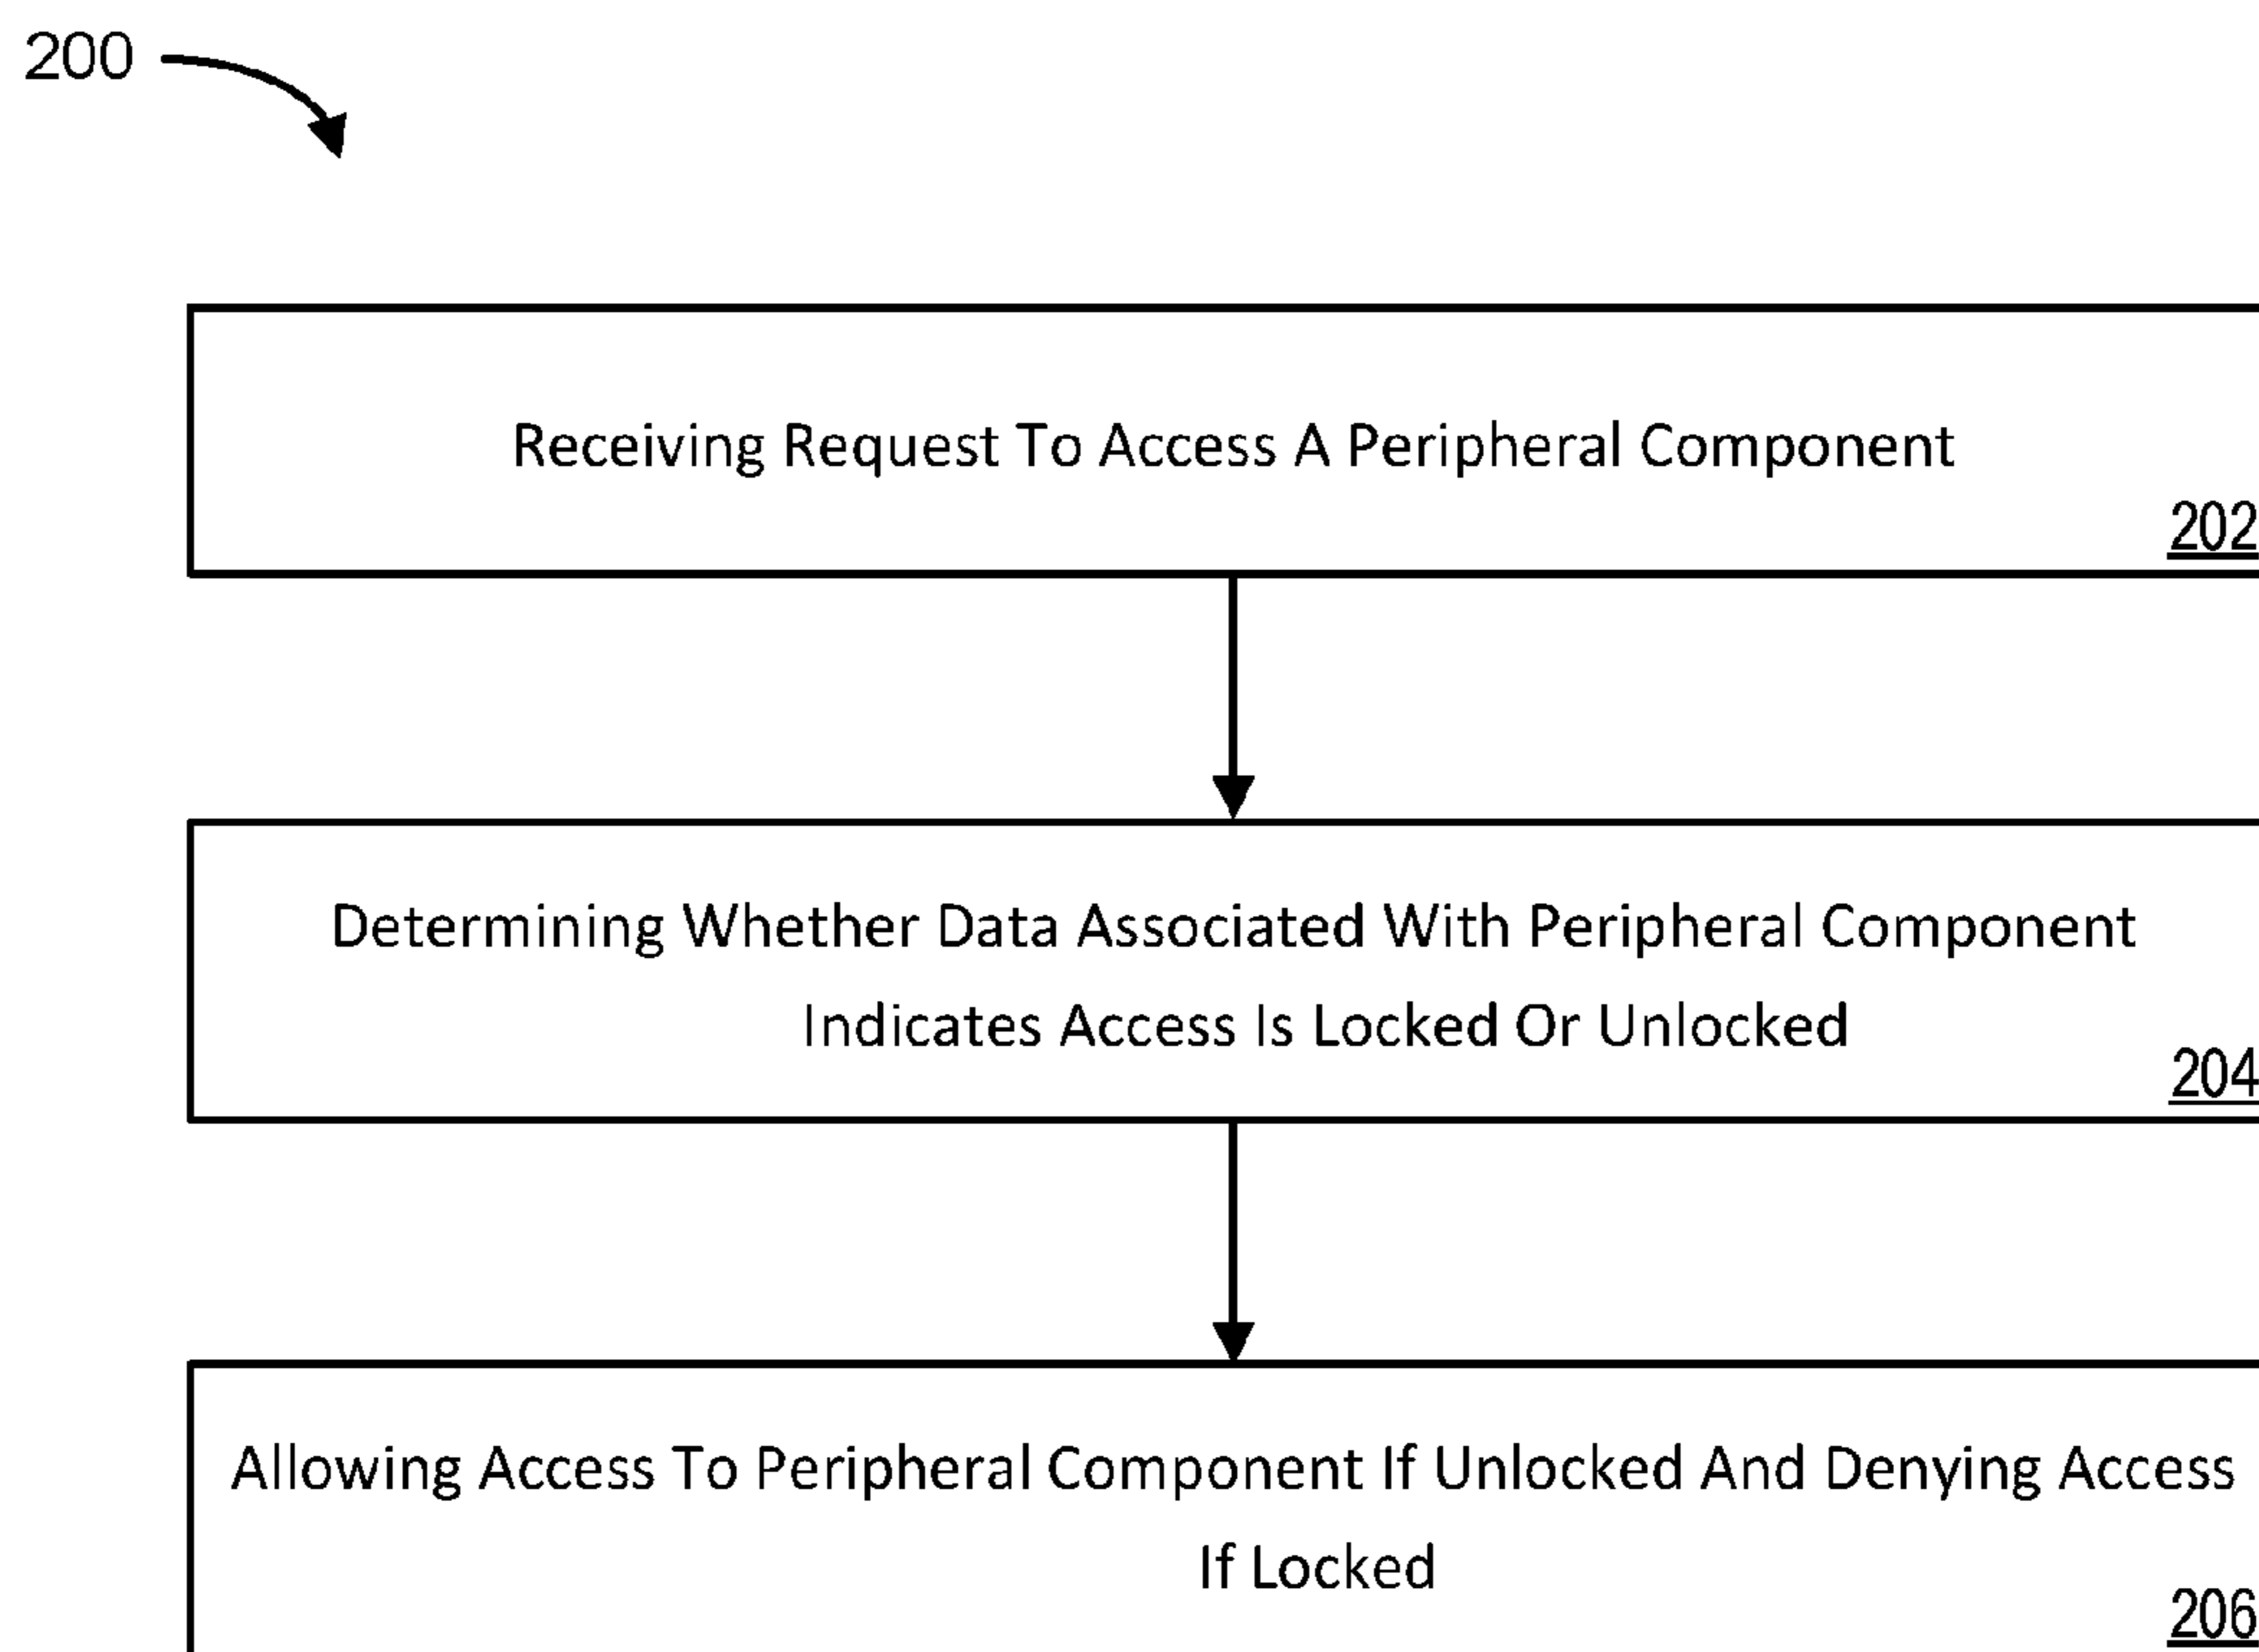 200
Receiving Request To Access A Peripheral Component
202
Determining Whether Data Associated With Peripheral Component
Indicates Access Is Locked Or Unlocked
204
Allowing Access To Peripheral Component If Unlocked And Denying Access
If Locked
206